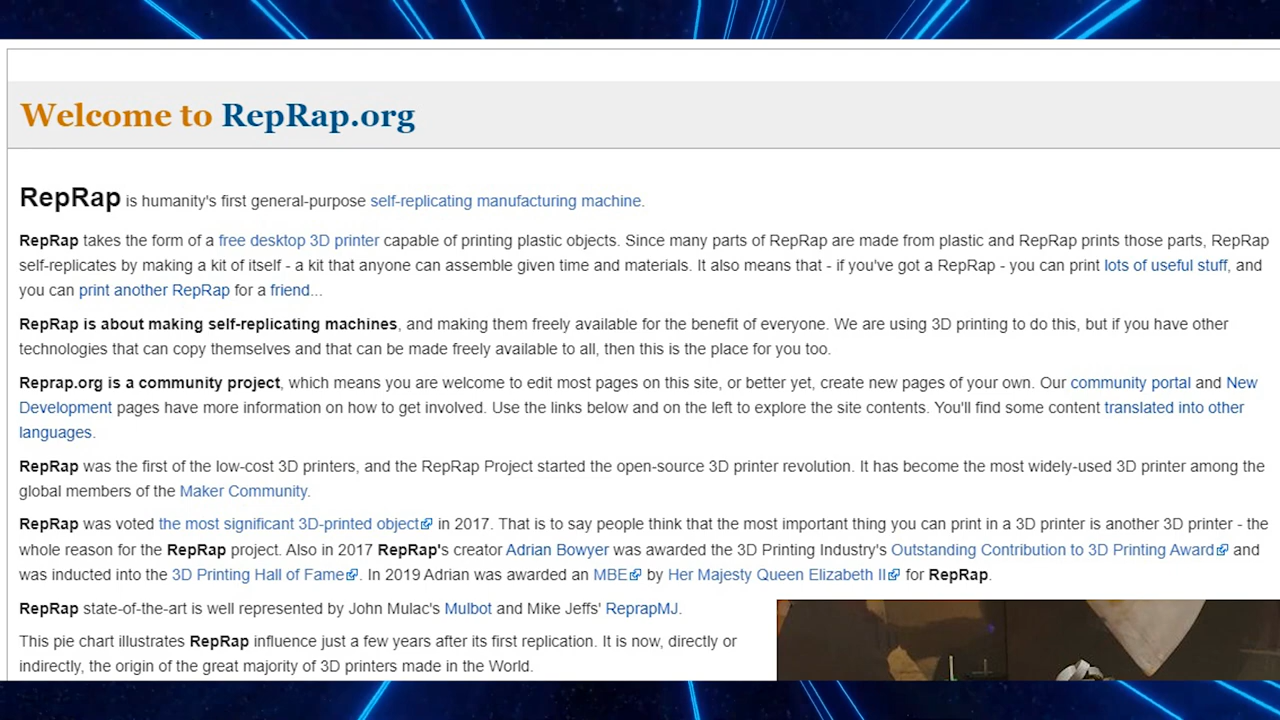 Welcome to RepRap.org
RepRap is humanity's first general-purpose self-replicating manufacturing machine.
RepRap takes the form of a free desktop 3D printer capable of printing plastic objects. Since many parts of RepRap are made from plastic and RepRap prints those parts, RepRap
self-replicates by making a kit of itself - a kit that anyone can assemble given time and materials. It also means that - if you've got a RepRap - you can print lots of useful stuff, and
you can print another RepRap for a friend...
RepRap is about making self-replicating machines, and making them freely available for the benefit of everyone. We are using 3D printing to do this, but if you have other
technologies that can copy themselves and that can be made freely available to all, then this is the place for you too.
Reprap.org is a community project, which means you are welcome to edit most pages on this site, or better yet, create new pages of your own. Our community portal and New
Development pages have more information on how to get involved. Use the links below and on the left to explore the site contents. You'll find some content translated into other
languages.
RepRap was the first of the low-cost 3D printers, and the RepRap Project started the open-source 3D printer revolution. It has become the most widely-used 3D printer among the
global members of the Maker Community.
RepRap was voted the most significant 3D-printed object in 2017. That is to say people think that the most important thing you can print in a 3D printer is another 3D printer - the
whole reason for the RepRap project. Also in 2017 RepRap's creator Adrian Bowyer was awarded the 3D Printing Industry's Outstanding Contribution to 3D Printing Award and
was inducted into the 3D Printing Hall of Fame. In 2019 Adrian was awarded an MBE by Her Majesty Queen Elizabeth II for RepRap.
RepRap state-of-the-art is well represented by John Mulac's Mulbot and Mike Jeffs' ReprapMJ.
This pie chart illustrates RepRap influence just a few years after its first replication. It is now, directly or
indirectly, the origin of the great majority of 3D printers made in the World.